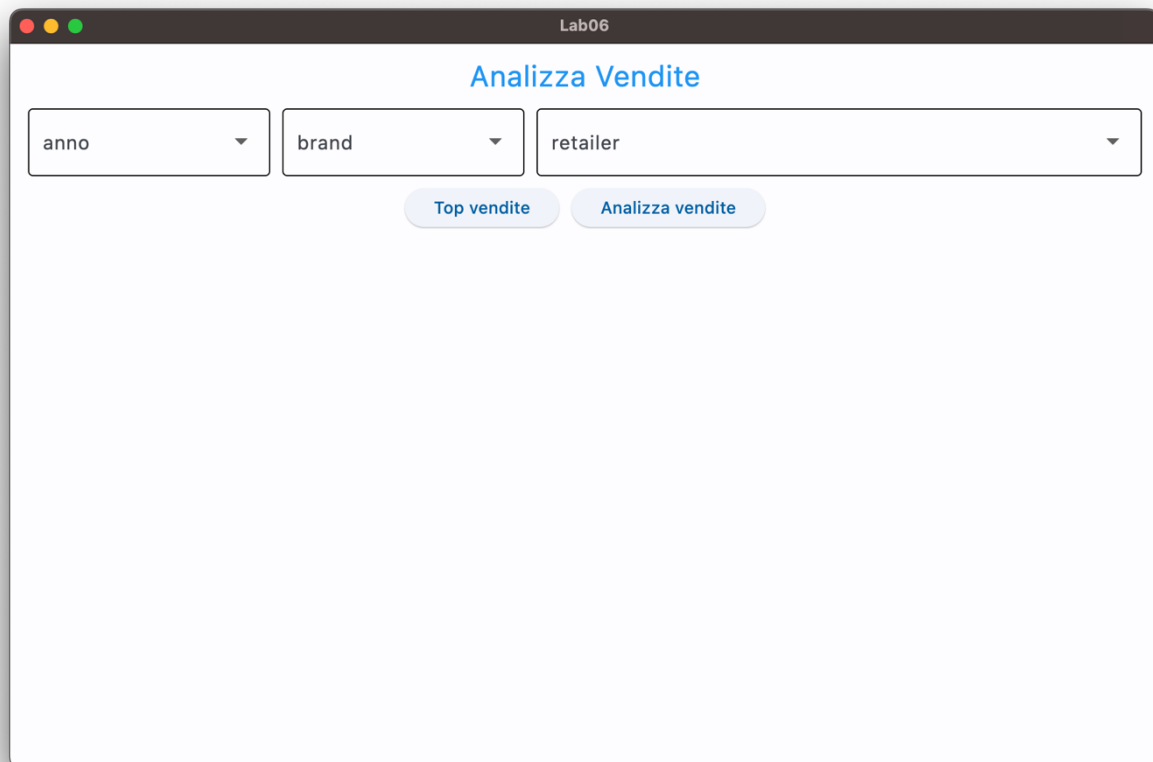 Lab06
Analizza Vendite
anno brand retailer
Top vendite Analizza vendite